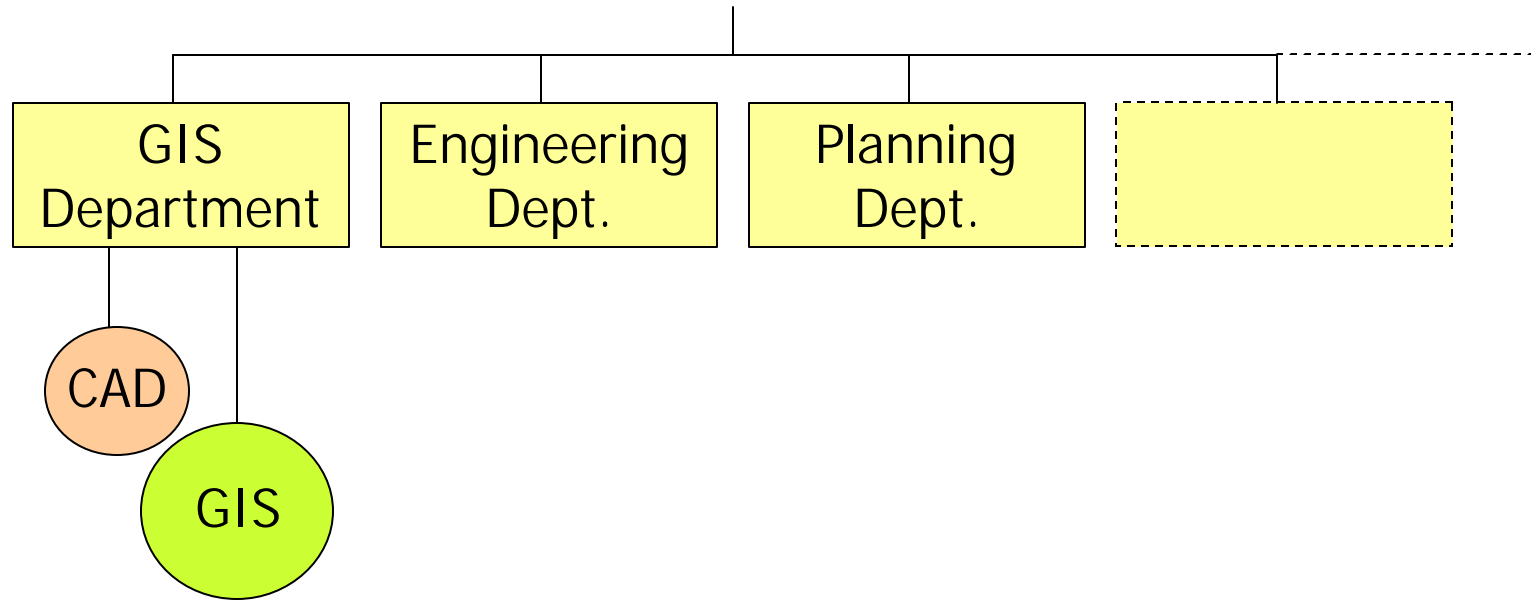 GIS
Department
Engineering
Dept.
Planning
Dept.
CAD
GIS